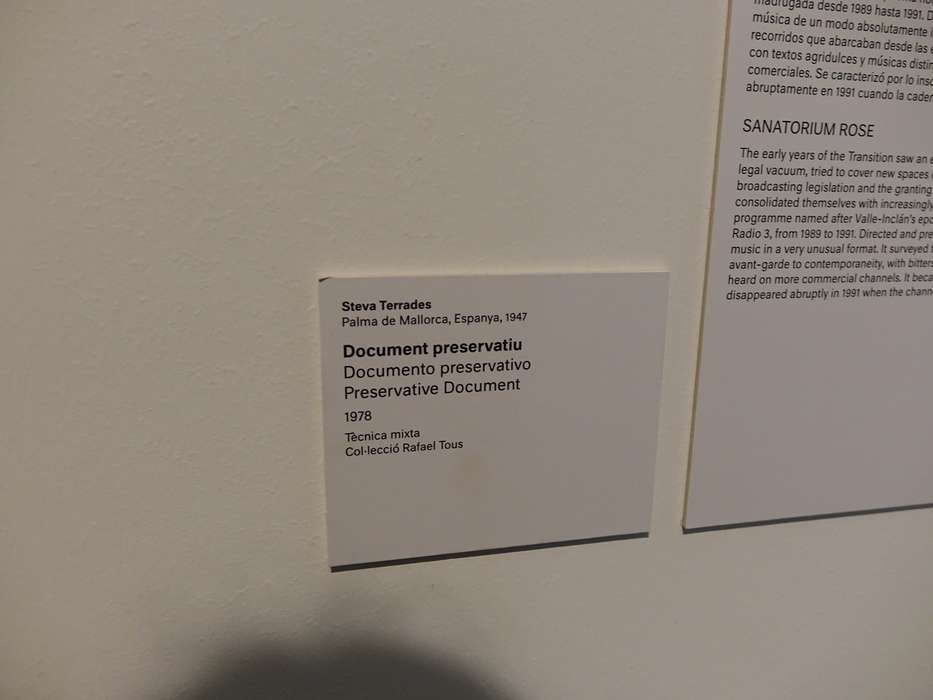 Steva Terrades
Palma de Mallorca, Espanya, 1947
Document preservatiu
Documento preservativo
Preservative Document
1978
Tècnica mixta
Col·lecció Rafael Tous
madrugada desde 1989 hasta 1991.
música de un modo absolutamente
recorridos que abarcaban desde las
con textos agridulces y músicas
comerciales. Se caracterizó por lo
abruptamente en 1991 cuando la
SANATORIUM ROSE
The early years of the Transition saw an
legal vacuum, tried to cover new spaces
broadcasting legislation and the granting
consolidated themselves with increasingly
programme named after Valle-Inclán's
Radio 3, from 1989 to 1991. Directed and
music in a very unusual format. It surveyed
avant-garde to contemporaneity, with
heard on more commercial channels. It
disappeared abruptly in 1991 when the